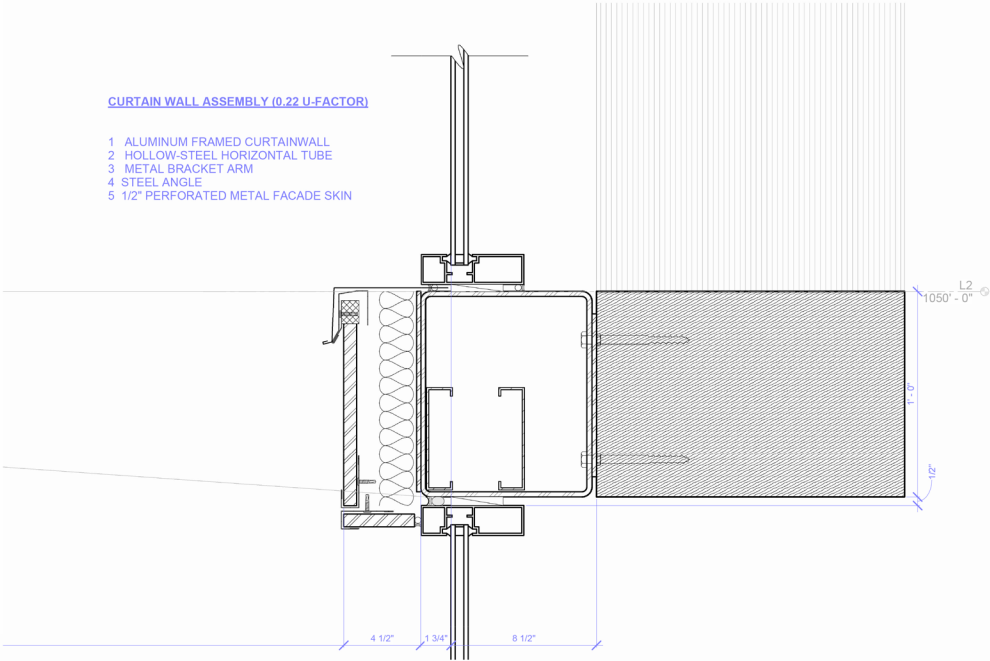 CURTAIN WALL ASSEMBLY (0.22 U-FACTOR)
1 ALUMINUM FRAMED CURTAINWALL
2 HOLLOW-STEEL HORIZONTAL TUBE
3 METAL BRACKET ARM
4 STEEL ANGLE
5 1/2" PERFORATED METAL FACADE SKIN
L2
1050' - 0"
1' - 0"
1/2"
4 1/2"
1 3/4"
8 1/2"